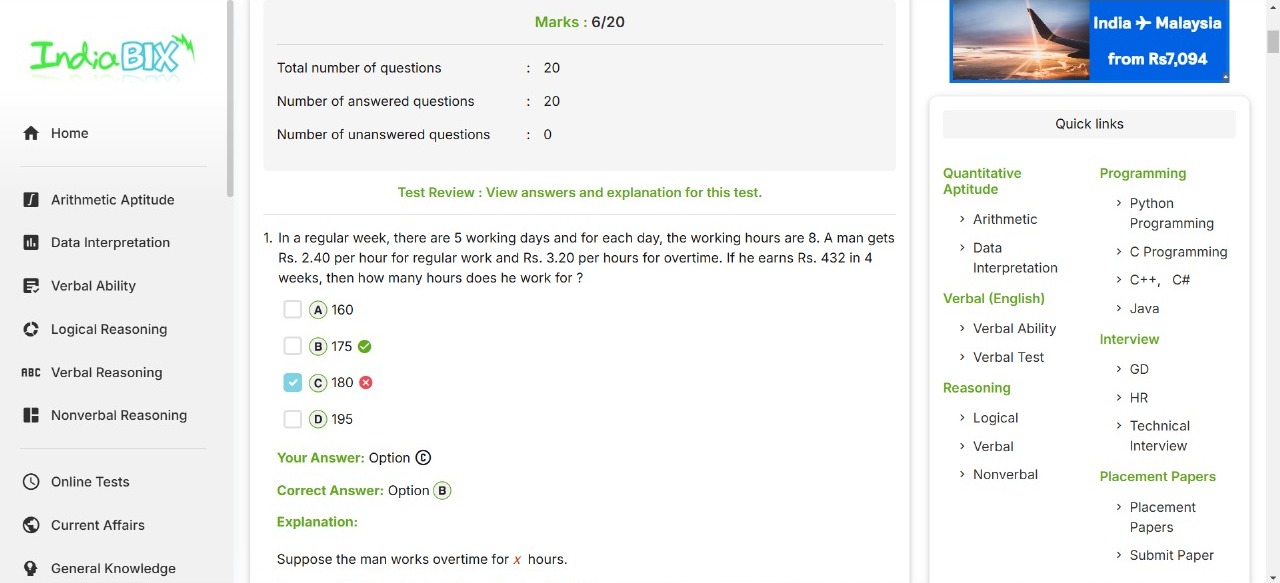 IndiaBIX
Home
Arithmetic Aptitude
Data Interpretation
Verbal Ability
Logical Reasoning
ABC Verbal Reasoning
Nonverbal Reasoning
Online Tests
Current Affairs
General Knowledge
Marks : 6/20
Total number of questions : 20
Number of answered questions : 20
Number of unanswered questions : 0
Test Review : View answers and explanation for this test.
1. In a regular week, there are 5 working days and for each day, the working hours are 8. A man gets
Rs. 2.40 per hour for regular work and Rs. 3.20 per hours for overtime. If he earns Rs. 432 in 4
weeks, then how many hours does he work for ?
A 160
B 175
C 180
D 195
Your Answer: Option C
Correct Answer: Option B
Explanation:
Suppose the man works overtime for x hours.
India ✈ Malaysia
from Rs7,094
Quick links
Quantitative
Aptitude
Arithmetic
Data
Interpretation
Verbal (English)
Verbal Ability
Verbal Test
Reasoning
Logical
Verbal
Nonverbal
Programming
Python
Programming
C Programming
C++, C#
Java
Interview
GD
HR
Technical
Interview
Placement Papers
Placement
Papers
Submit Paper